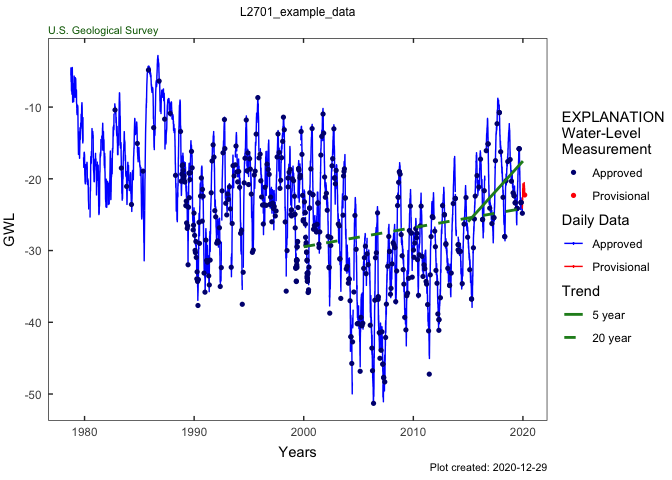 L2701_example_data
U.S. Geological Survey
GWL
-10
-20
-30
-40
-50
1980
1990
2000
2010
2020
Years
EXPLANATION
Water-Level
Measurement
Approved
Provisional
Daily Data
Approved
Provisional
Trend
5 year
20 year
Plot created: 2020-12-29